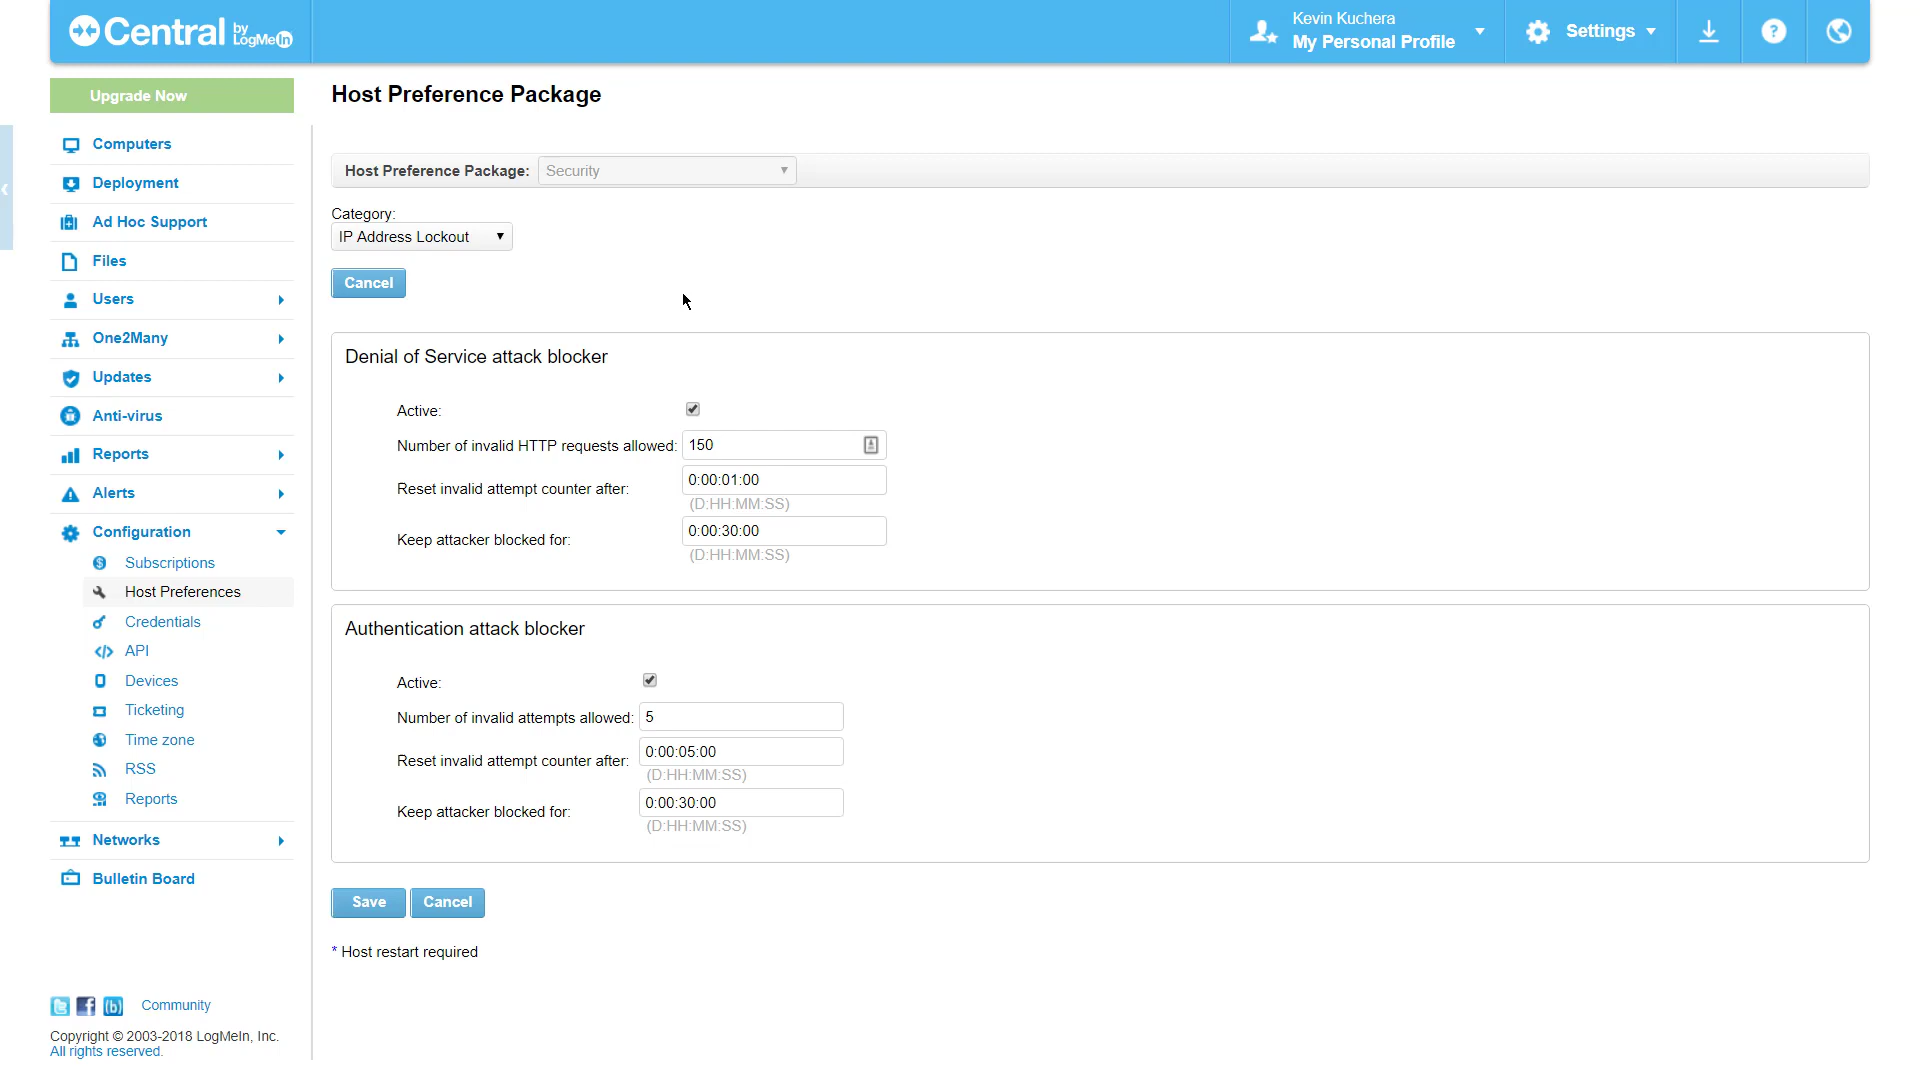 Central by LogMeIn
Kevin Kuchera
My Personal Profile
Settings
?
Upgrade Now
Host Preference Package
Computers
Deployment
Ad Hoc Support
Files
Users
One2Many
Updates
Anti-virus
Reports
Alerts
Configuration
Subscriptions
Host Preferences
Credentials
API
Devices
Ticketing
Time zone
RSS
Reports
Networks
Bulletin Board
Host Preference Package: Security
Category:
IP Address Lockout
Cancel
Denial of Service attack blocker
Active:
Number of invalid HTTP requests allowed: 150
Reset invalid attempt counter after: 0:00:01:00
(D:HH:MM:SS)
Keep attacker blocked for: 0:00:30:00
(D:HH:MM:SS)
Authentication attack blocker
Active:
Number of invalid attempts allowed: 5
Reset invalid attempt counter after: 0:00:05:00
(D:HH:MM:SS)
Keep attacker blocked for: 0:00:30:00
(D:HH:MM:SS)
Save Cancel
* Host restart required
Community
Copyright © 2003-2018 LogMeIn, Inc.
All rights reserved.